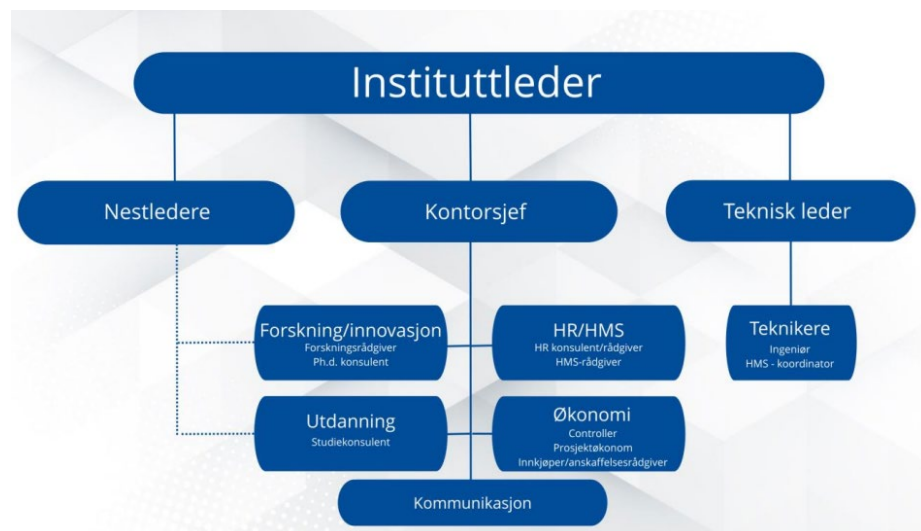 Instituttleder
Nestledere
Kontorsjef
Teknisk leder
Forskning/innovasjon
Forskningsrådgiver
Ph.d. konsulent
HR/HMS
HR konsulent/rådgiver
HMS-rådgiver
Teknikere
Ingeniør
HMS - koordinator
Utdanning
Studiekonsulent
Økonomi
Controller
Prosjektøkonom
Innkjøper/anskaffelsesrådgiver
Kommunikasjon